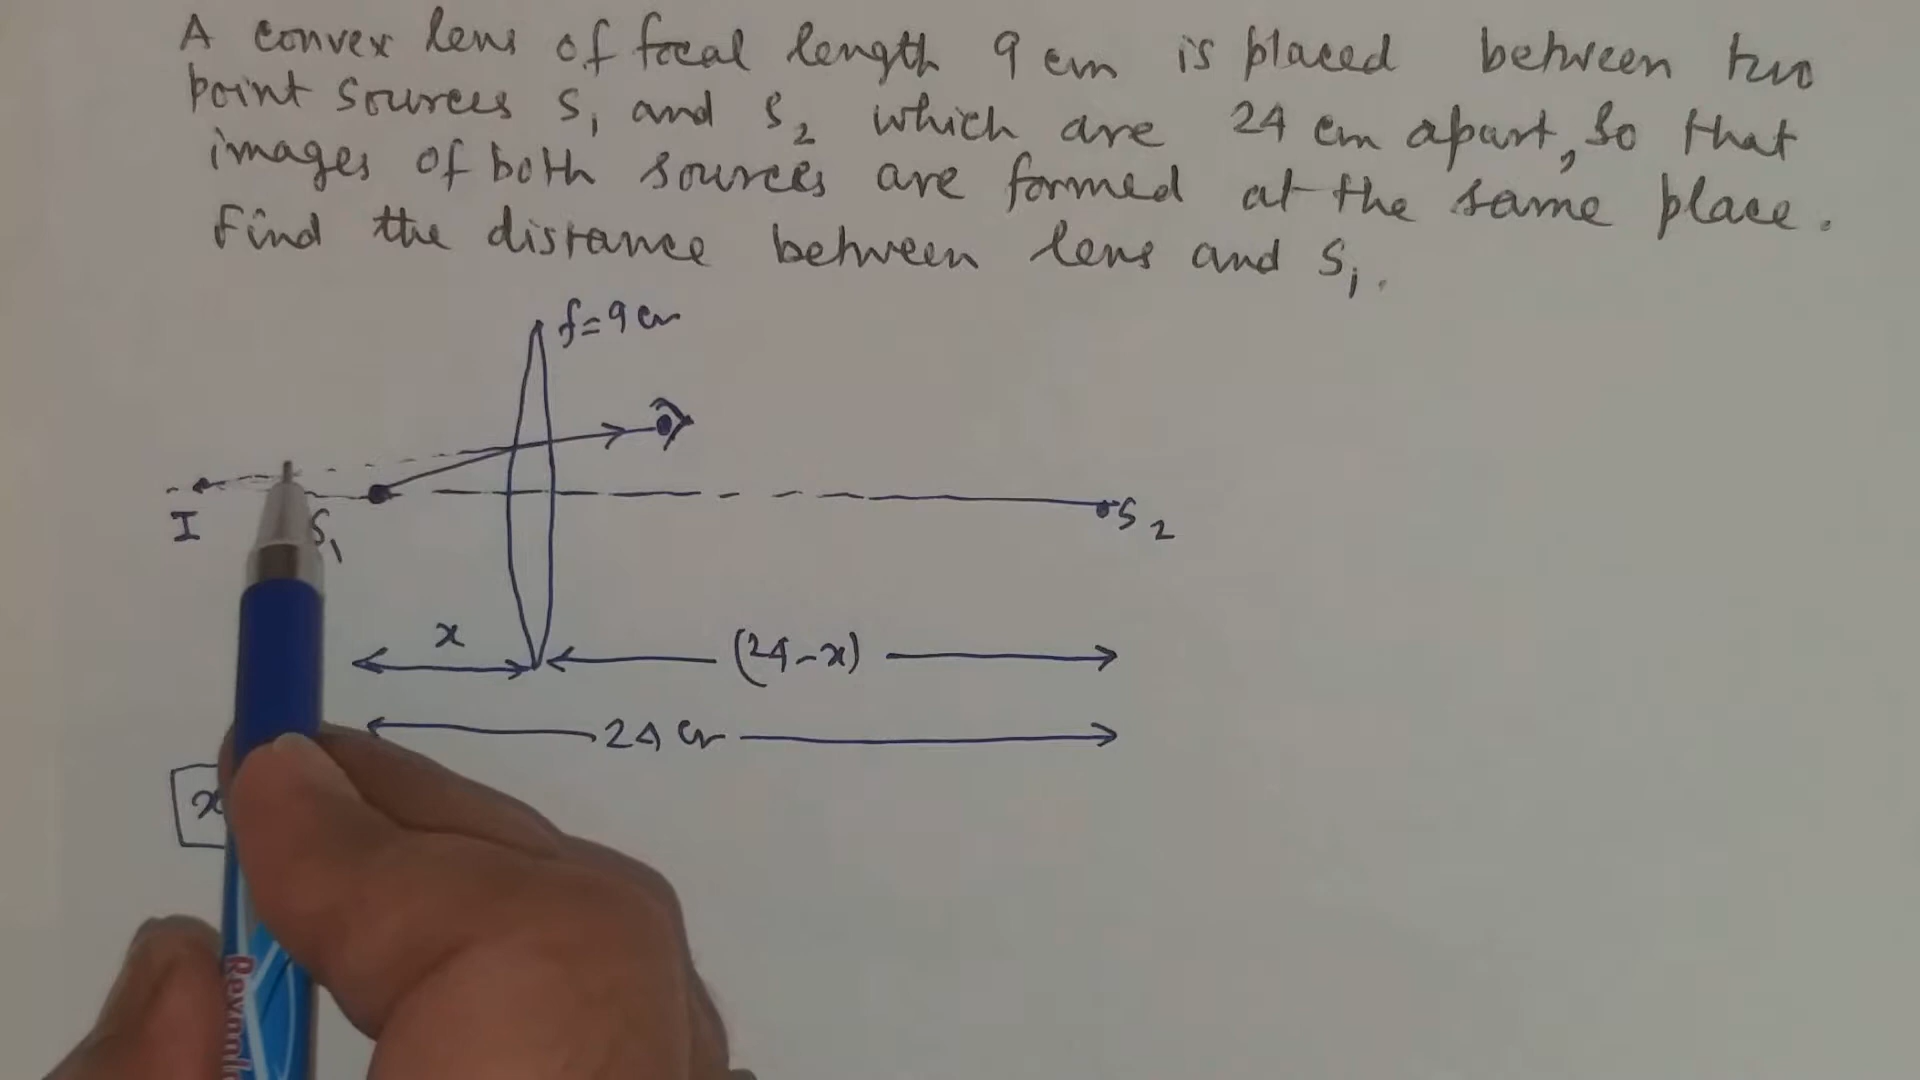 A convex lens of focal length 9 cm is placed between two
point sources S1 and S2 which are 24 cm apart, so that
images of both sources are formed at the same place.
Find the distance between lens and S1.
f=9 cm
I
S1
S2
x
(24-x)
24 cm
x